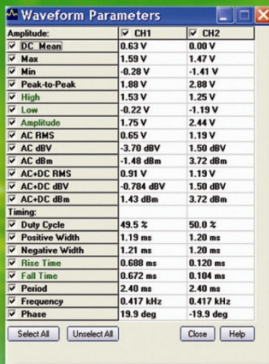 Waveform Parameters
Amplitude: CH1 CH2
DC_Mean 0.63 V 0.00 V
Max 1.59 V 1.47 V
Min -0.28 V -1.41 V
Peak-to-Peak 1.88 V 2.88 V
High 1.53 V 1.25 V
Low -0.22 V -1.19 V
Amplitude 1.75 V 2.44 V
AC RMS 0.65 V 1.19 V
AC dBV -3.70 dBV 1.50 dBV
AC dBm -1.48 dBm 3.72 dBm
AC+DC RMS 0.91 V 1.19 V
AC+DC dBV -0.784 dBV 1.50 dBV
AC+DC dBm 1.43 dBm 3.72 dBm
Timing:
Duty Cycle 49.5 % 50.0 %
Positive Width 1.19 ms 1.20 ms
Negative Width 1.21 ms 1.20 ms
Rise Time 0.688 ms 0.120 ms
Fall Time 0.672 ms 0.104 ms
Period 2.40 ms 2.40 ms
Frequency 0.417 kHz 0.417 kHz
Phase 19.9 deg -19.9 deg
Select All Unselect All Close Help